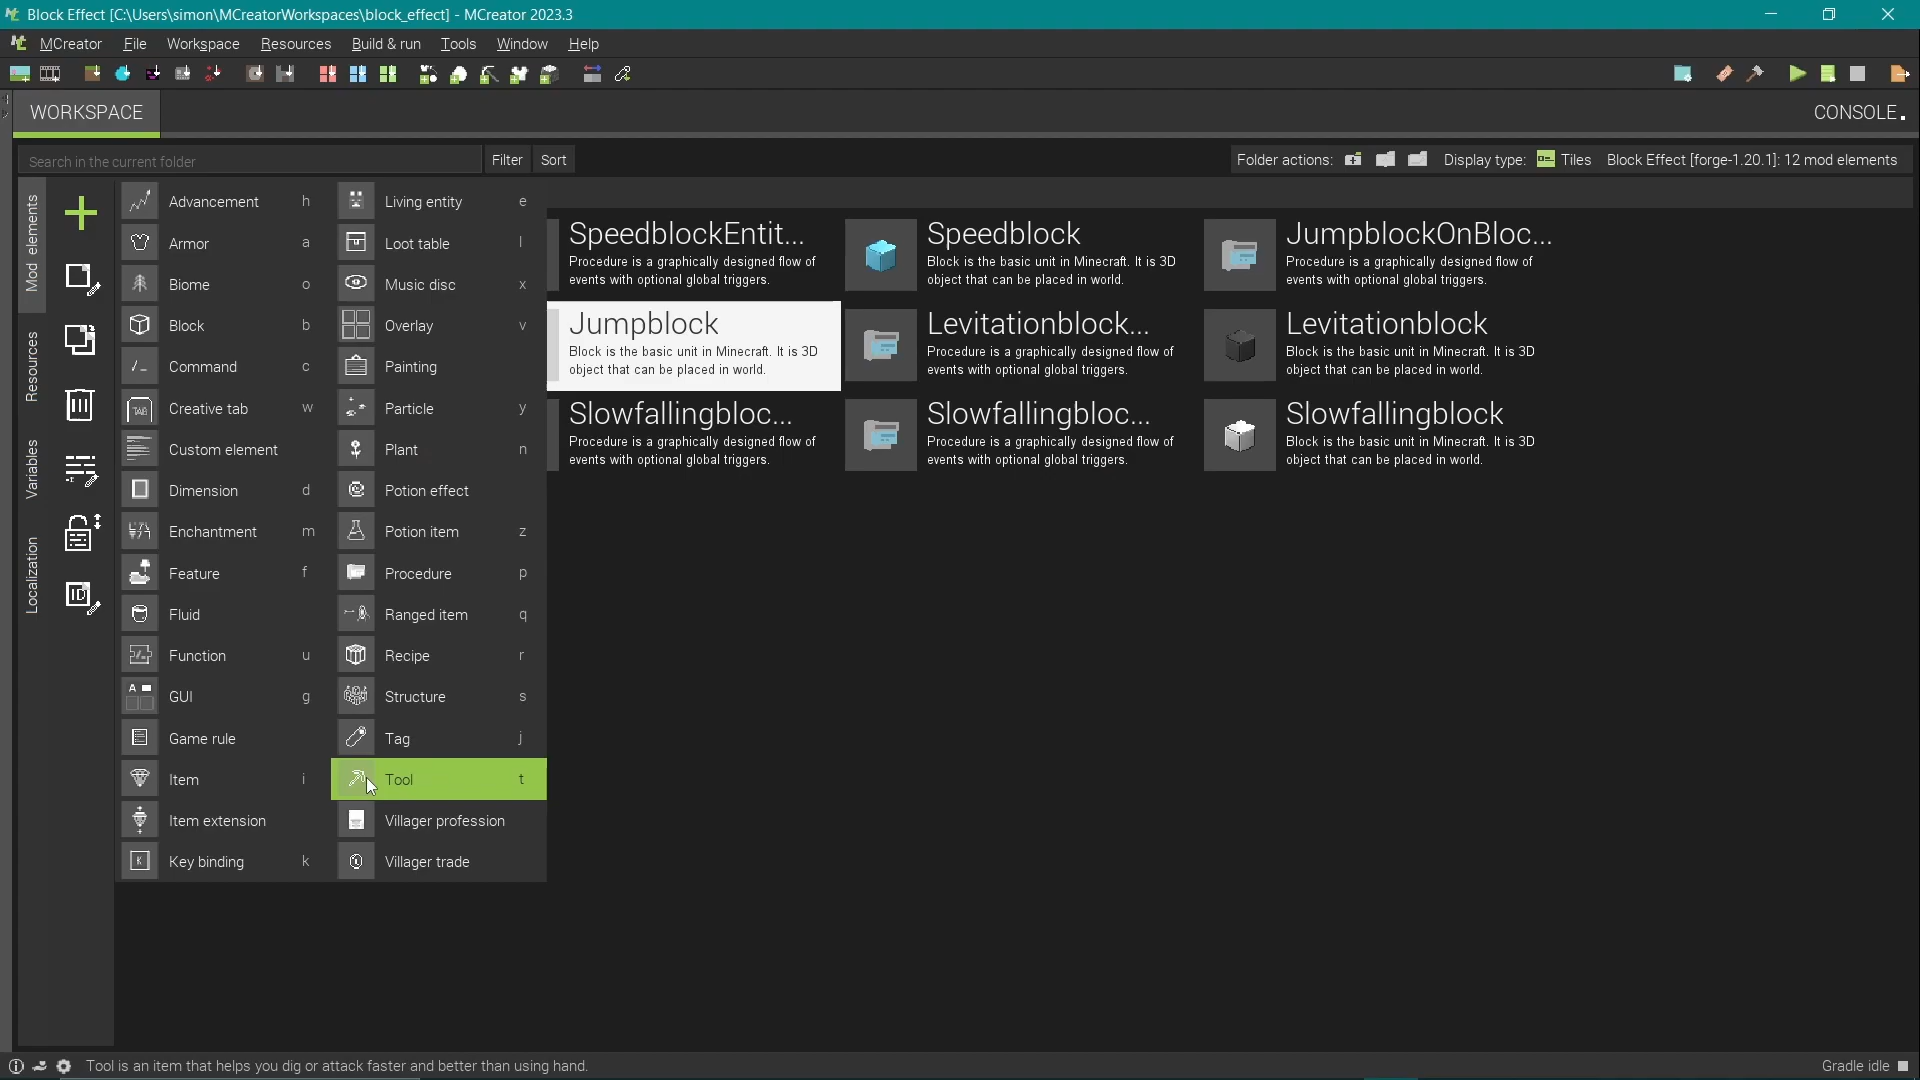 Block Effect [C:\Users\simon\MCreatorWorkspaces\block_effect] - MCreator 2023.3
MCreator File Workspace Resources Build & run Tools Window Help
WORKSPACE
CONSOLE
Search in the current folder
Filter Sort
Folder actions: Display type: Tiles Block Effect [forge-1.20.1]: 12 mod elements
Mod elements
Resources
Variables
Localization
Advancement h
Armor a
Biome o
Block b
Command c
Creative tab w
Custom element
Dimension d
Enchantment m
Feature f
Fluid
Function u
GUI g
Game rule
Item i
Item extension
Key binding k
Living entity e
Loot table l
Music disc x
Overlay v
Painting
Particle y
Plant n
Potion effect
Potion item z
Procedure p
Ranged item q
Recipe r
Structure s
Tag j
Tool t
Villager profession
Villager trade
SpeedblockEntit...
Procedure is a graphically designed flow of
events with optional global triggers.
Speedblock
Block is the basic unit in Minecraft. It is 3D
object that can be placed in world.
JumpblockOnBloc...
Procedure is a graphically designed flow of
events with optional global triggers.
Jumpblock
Block is the basic unit in Minecraft. It is 3D
object that can be placed in world.
Levitationblock...
Procedure is a graphically designed flow of
events with optional global triggers.
Levitationblock
Block is the basic unit in Minecraft. It is 3D
object that can be placed in world.
Slowfallingbloc...
Procedure is a graphically designed flow of
events with optional global triggers.
Slowfallingbloc...
Procedure is a graphically designed flow of
events with optional global triggers.
Slowfallingblock
Block is the basic unit in Minecraft. It is 3D
object that can be placed in world.
Tool is an item that helps you dig or attack faster and better than using hand.
Gradle idle